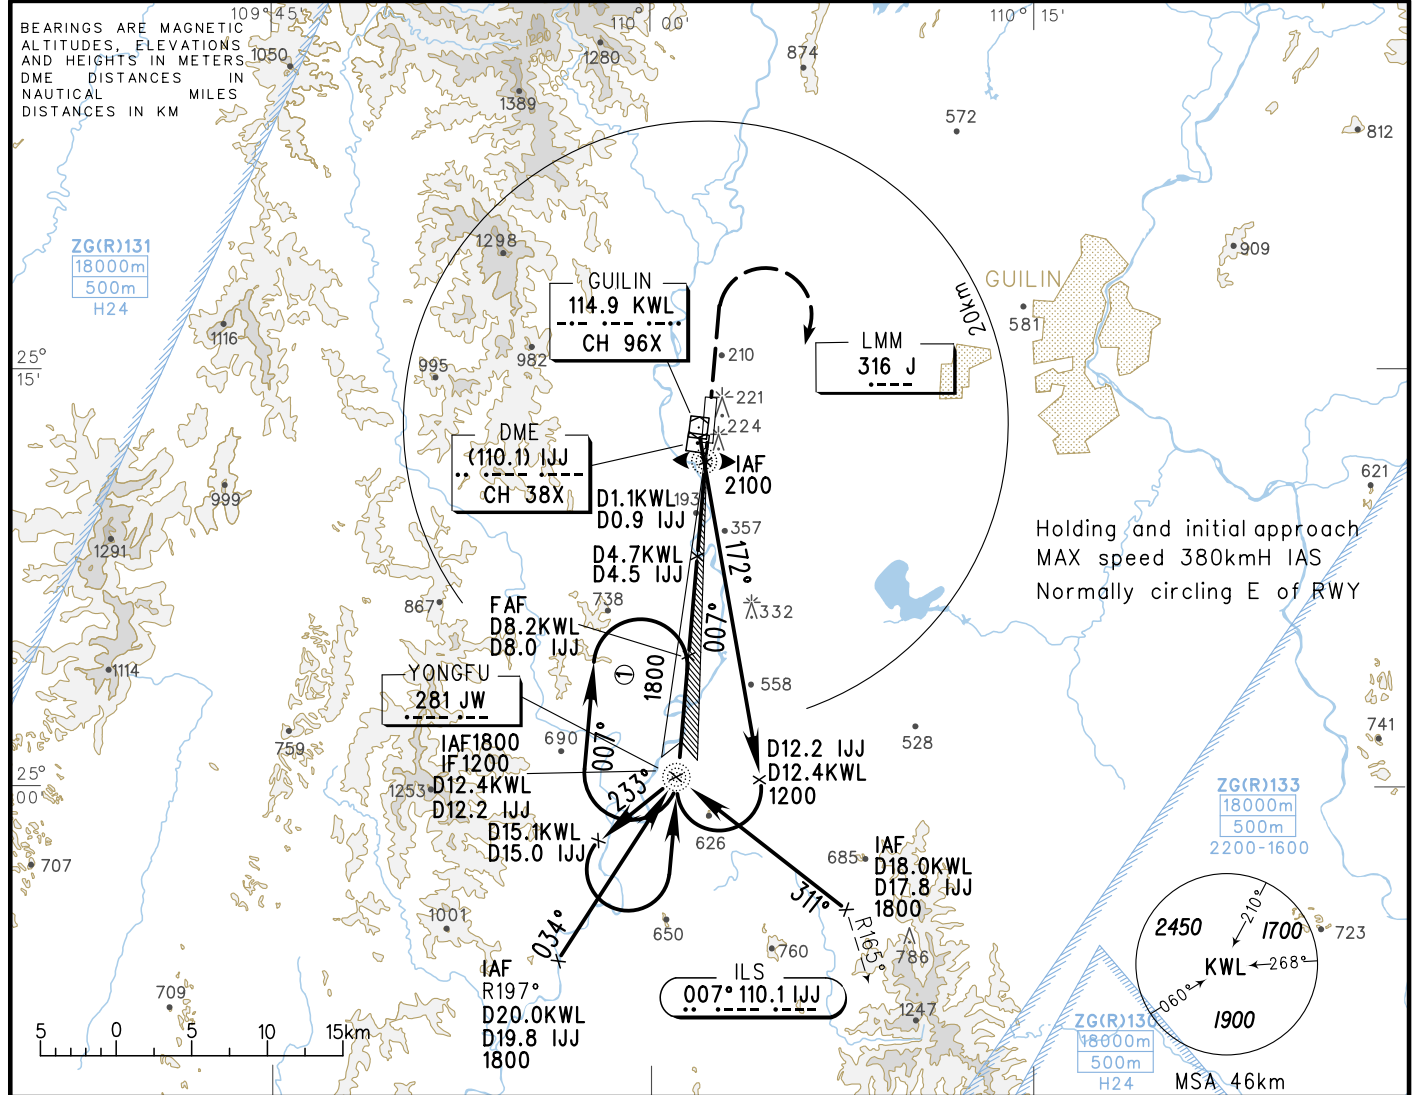 BEARINGS ARE MAGNETIC
ALTITUDES, ELEVATIONS
AND HEIGHTS IN METERS
DME DISTANCES IN
NAUTICAL MILES
DISTANCES IN KM
109°45'
110°00'
110°15'
1050
1280
1389
874
572
812
ZG(R)131
18000m
500m
H24
1298
909
GUILIN
114.9 KWL
CH 96X
GUILIN
20km
581
1116
982
995
25°
15'
210
LMM
316 J
221
224
DME
(110.1) IJJ
CH 38X
IAF
2100
621
999
D1.1KWL
D0.9 IJJ
193
357
1291
D4.7KWL
D4.5 IJJ
172°
Holding and initial approach
MAX speed 380kmH IAS
Normally circling E of RWY
867
738
332
FAF
D8.2KWL
D8.0 IJJ
007°
1114
YONGFU
281 JW
1
1800
558
759
690
007°
528
741
IAF1800
IF1200
D12.4KWL
D12.2 IJJ
233°
D12.2 IJJ
D12.4KWL
1200
25°
00'
1253
ZG(R)133
18000m
500m
2200-1600
D15.1KWL
D15.0 IJJ
626
685
IAF
D18.0KWL
D17.8 IJJ
1800
707
311°
R165°
1001
034°
650
760
786
723
2450
210°
1700
KWL
268°
060°
1900
MSA 46km
IAF
R197°
D20.0KWL
D19.8 IJJ
1800
ILS
007° 110.1 IJJ
709
1247
ZG(R)130
18000m
500m
H24
5 0 5 10 15km